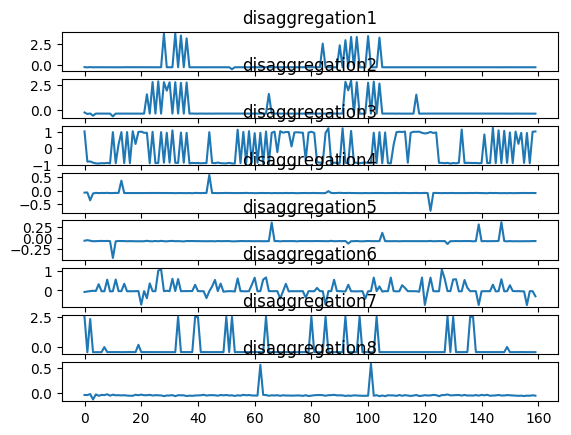 disaggregation1
2.5
0.0
disaggregation2
2.5
0.0
disaggregation3
1
0
−1
disaggregation4
0.5
0.0
−0.5
disaggregation5
0.25
0.00
−0.25
disaggregation6
1
0
disaggregation7
2.5
0.0
disaggregation8
0.5
0.0
0 20 40 60 80 100 120 140 160